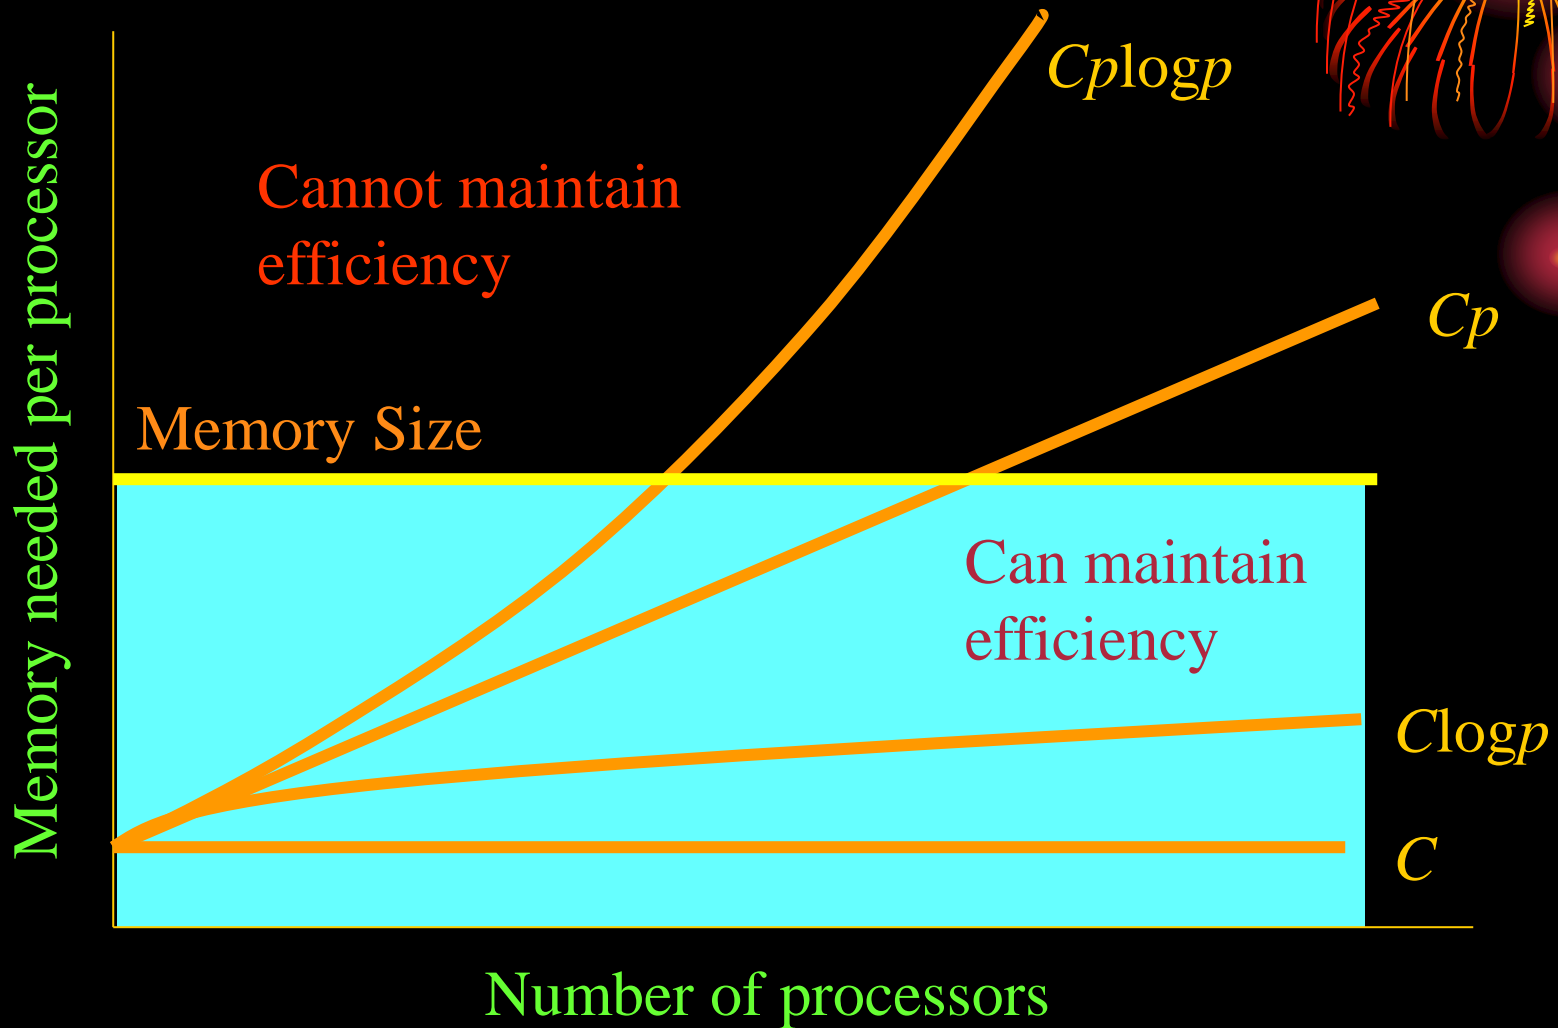 Cplogp
Cannot maintain
efficiency
Cp
Memory Size
Can maintain
efficiency
Clogp
C
Memory needed per processor
Number of processors